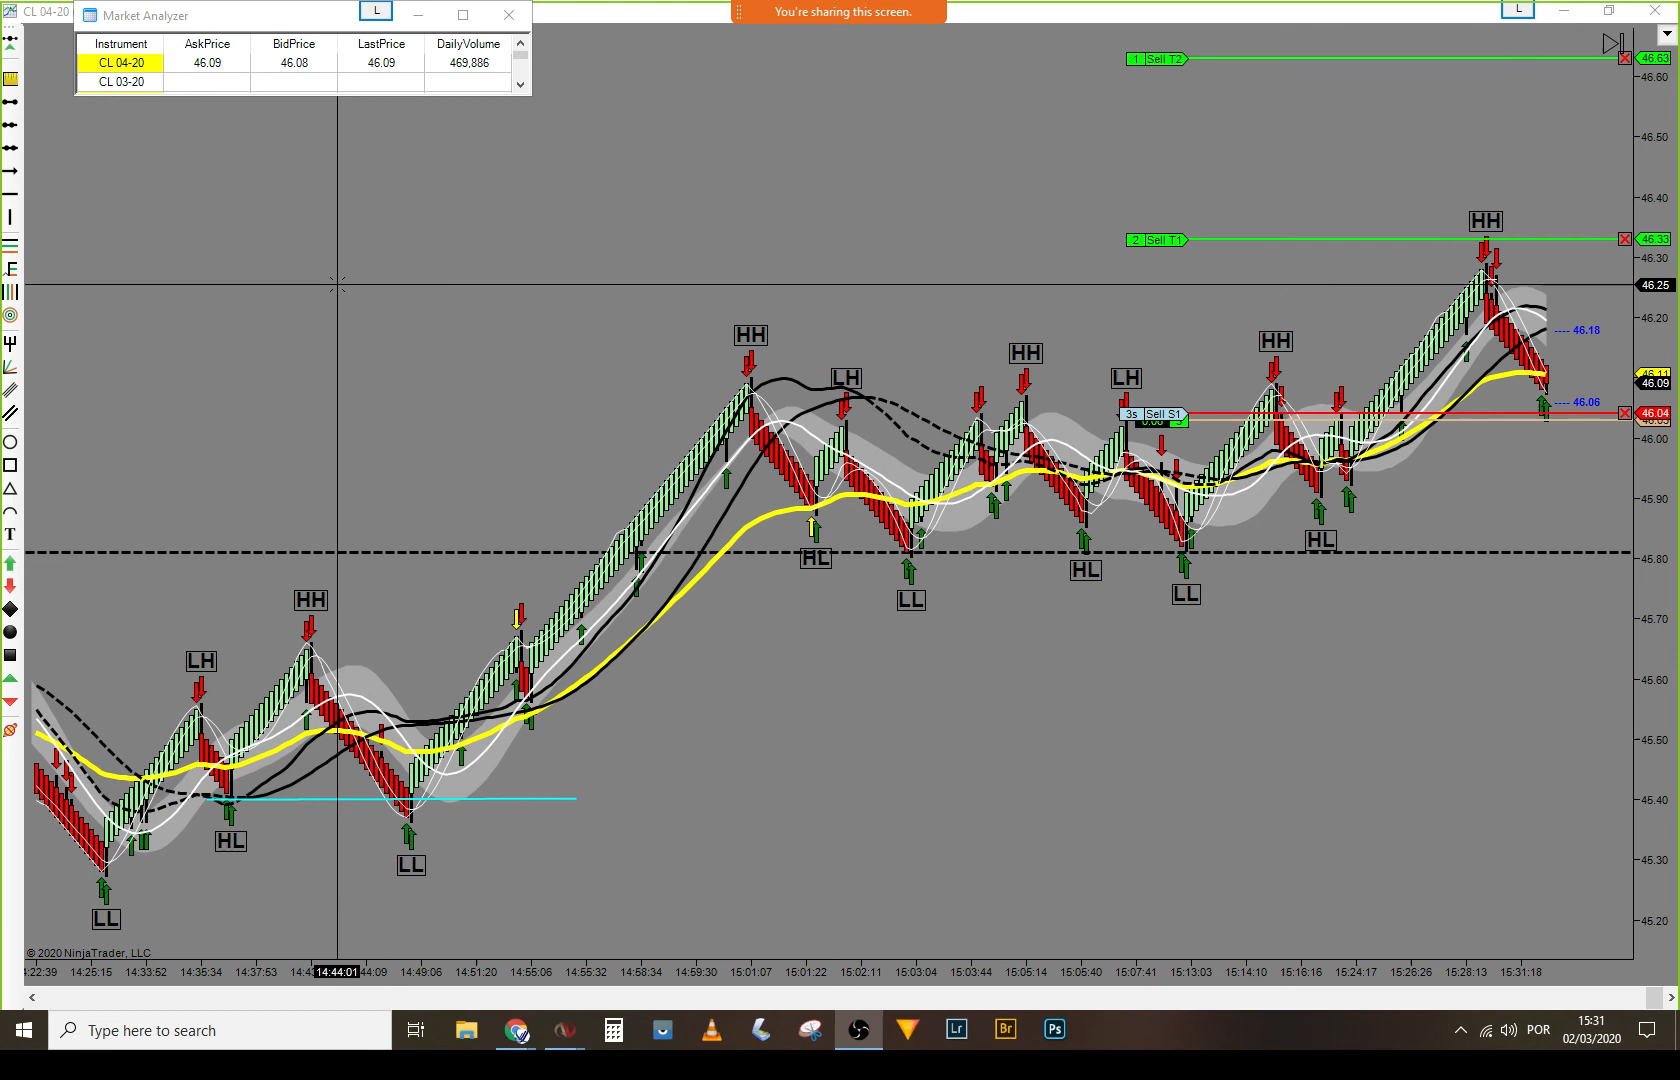 CL 04-20
Market Analyzer
L
You're sharing this screen.
L
Instrument AskPrice BidPrice LastPrice DailyVolume
CL 04-20 46.09 46.08 46.09 469,886
CL 03-20
1 Sell T2
46.63
46.60
46.50
46.40
HH
2 Sell T1
46.33
46.30
46.25
46.20
46.18
HH
HH
HH
LH
LH
46.11
46.09
46.06
3s Sell S1
46.04
46.00
45.90
45.80
HL
HL
HL
LL
LL
HH
45.70
LH
45.60
45.50
45.40
HL
LL
45.30
LL
45.20
© 2020 NinjaTrader, LLC
14:25:15 14:33:52 14:35:34 14:37:53 14:44:01 14:49:06 14:51:20 14:55:06 14:55:32 14:58:34 14:59:30 15:01:07 15:01:22 15:02:11 15:03:04 15:03:44 15:05:14 15:05:40 15:07:41 15:13:03 15:14:10 15:16:16 15:24:17 15:26:26 15:28:13 15:31:18
F
T
Type here to search
Lr
Br
Ps
POR
15:31
02/03/2020